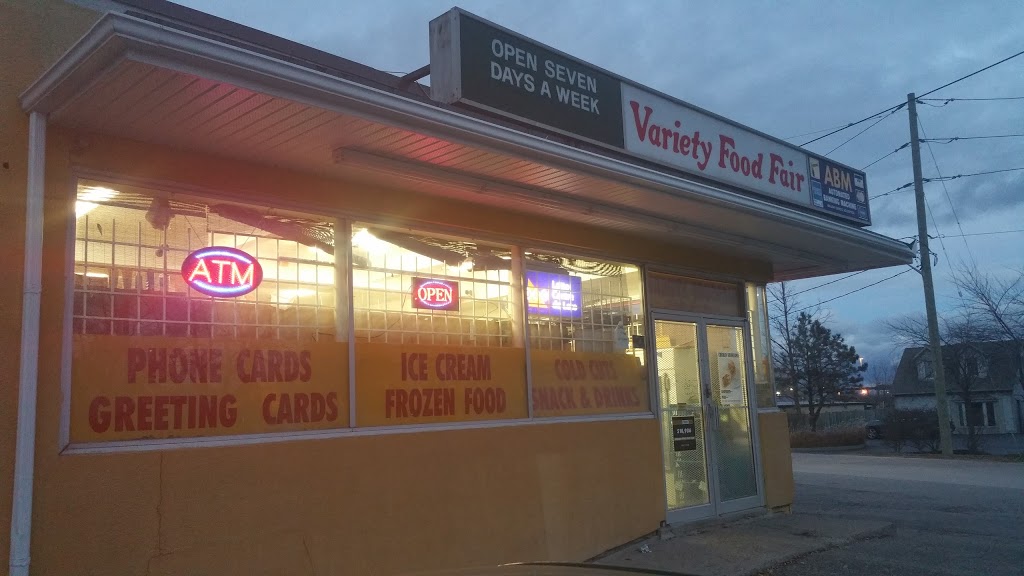 OPEN SEVEN
DAYS A WEEK
Variety Food Fair
ABM
ATM
OPEN
PHONE CARDS
GREETING CARDS
ICE CREAM
FROZEN FOOD
COLD CUTS
SNACK & DRINKS